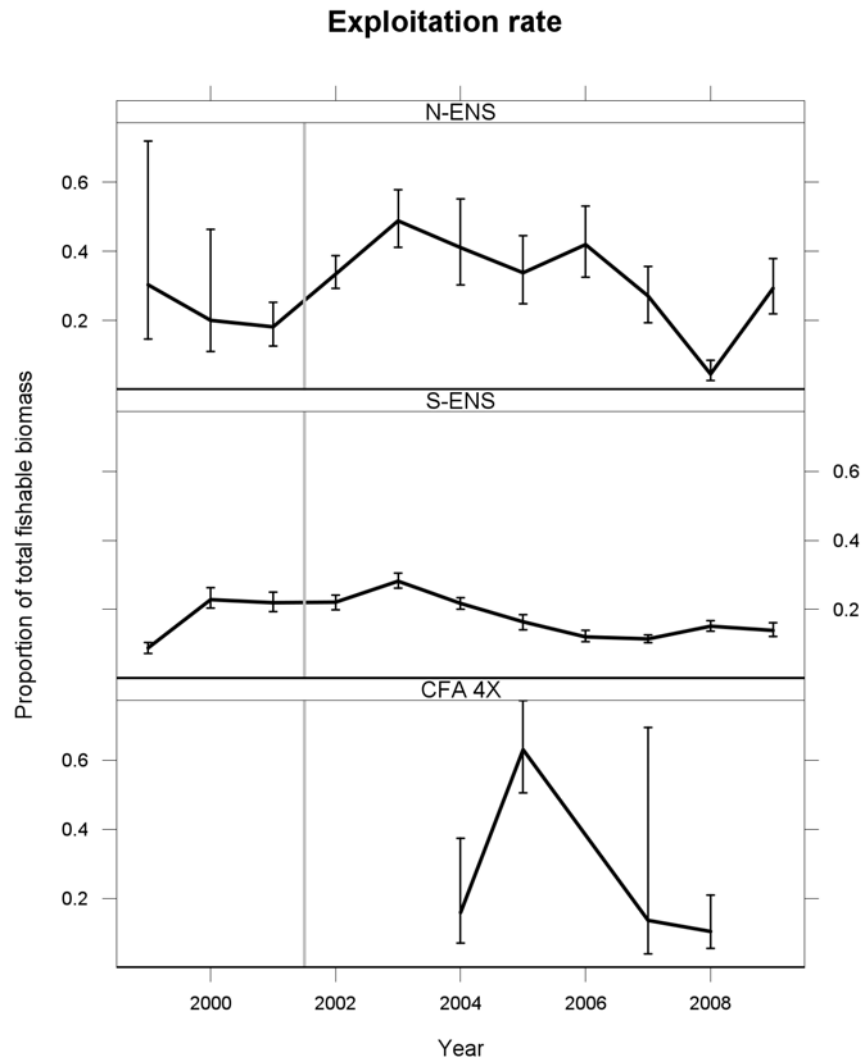 Exploitation rate
N-ENS
0.6
0.4
0.2
S-ENS
0.6
0.4
0.2
CFA 4X
0.6
0.4
0.2
Proportion of total fishable biomass
2000 2002 2004 2006 2008
Year